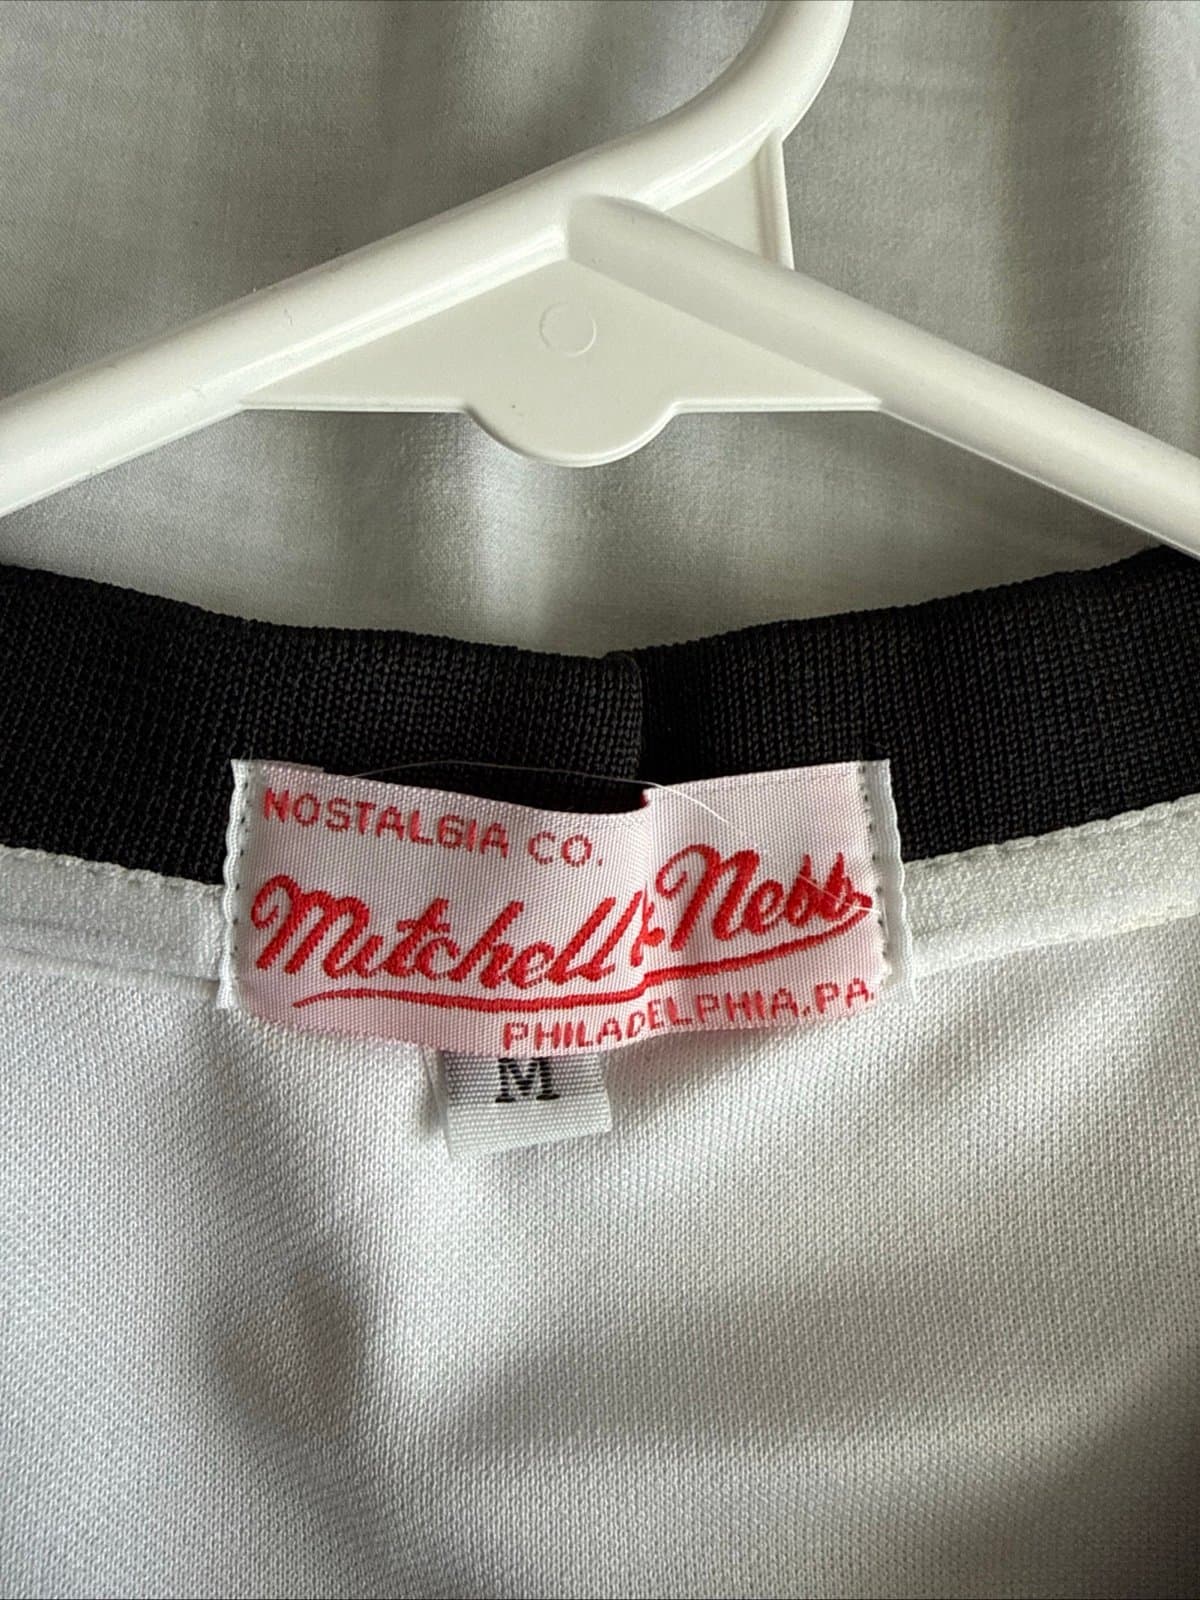 NOSTALGIA CO.
Mitchell & Ness
PHILADELPHIA, PA.
M